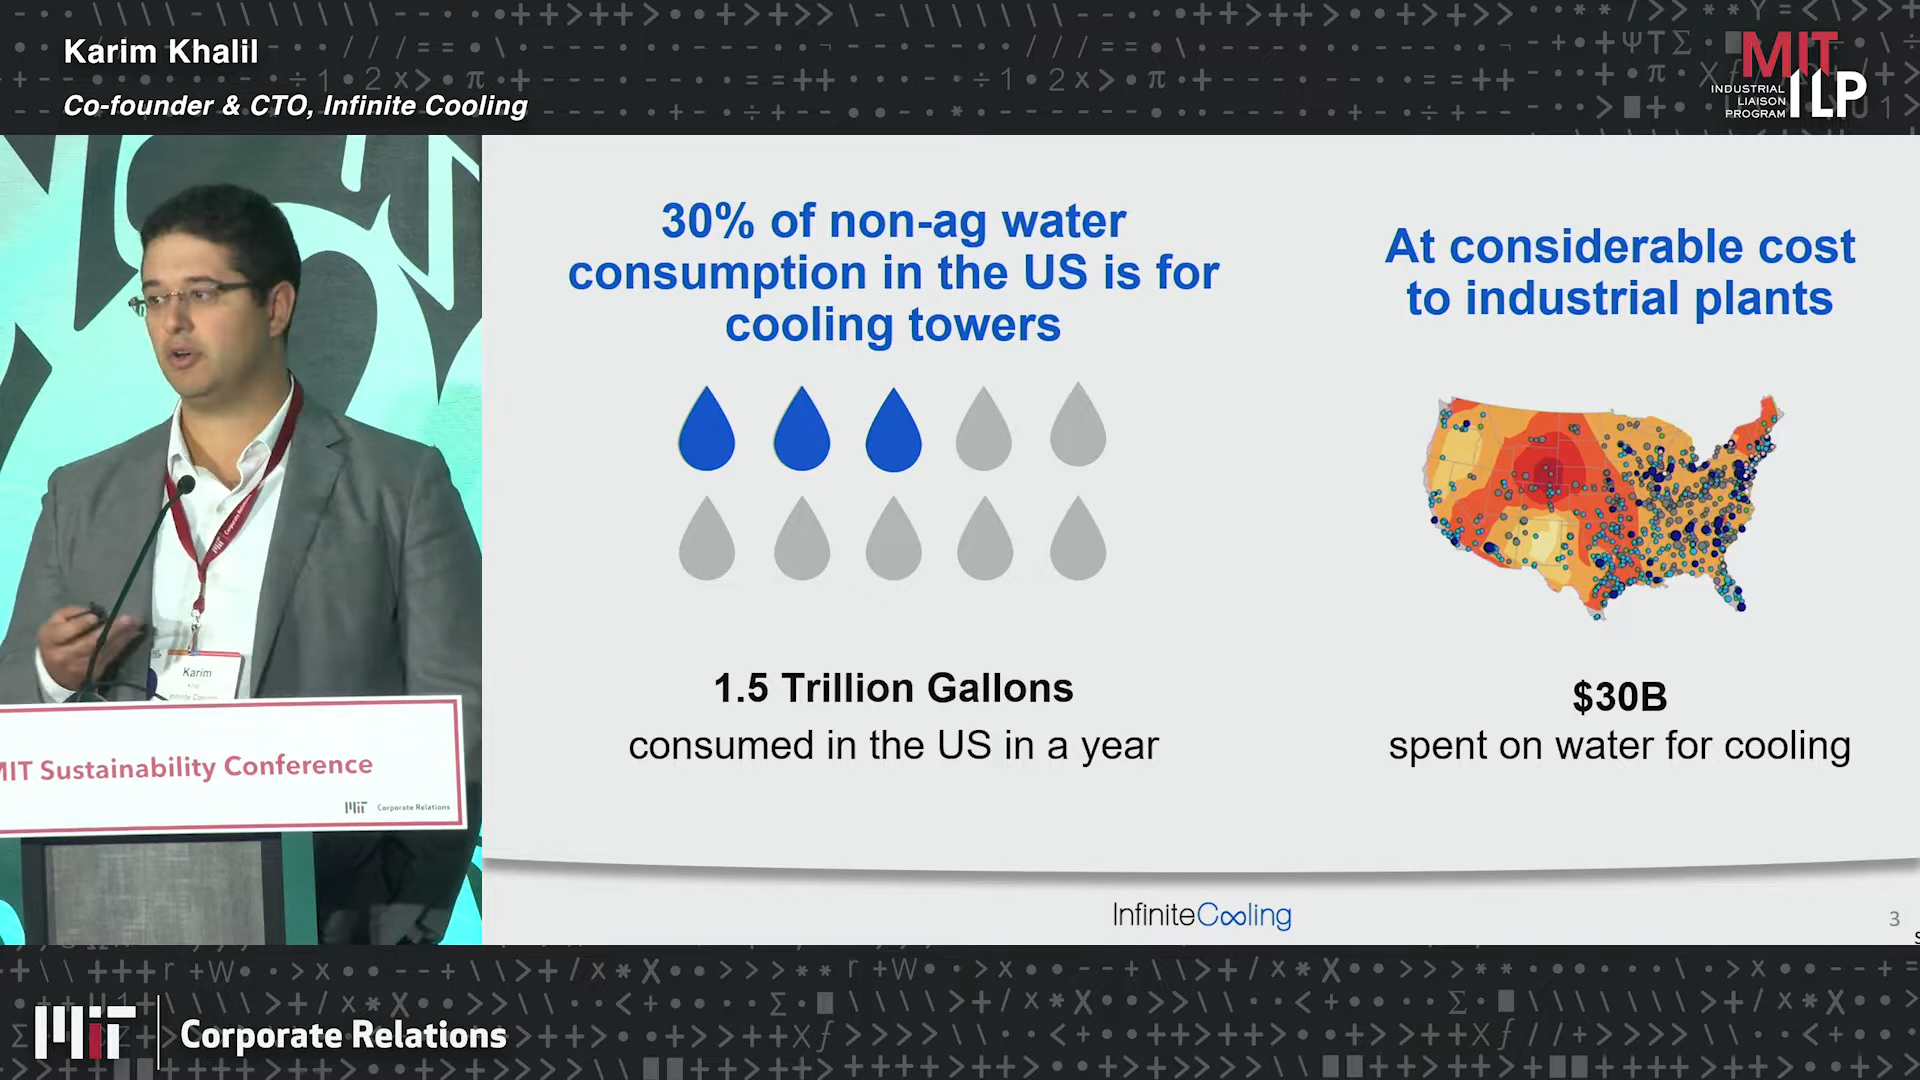 Karim Khalil
Co-founder & CTO, Infinite Cooling
MIT
ILP
INDUSTRIAL
LIAISON
PROGRAM
30% of non-ag water
consumption in the US is for
cooling towers
1.5 Trillion Gallons
consumed in the US in a year
At considerable cost
to industrial plants
$30B
spent on water for cooling
InfiniteCooling
3
Karim
MIT Sustainability Conference
MIT Corporate Relations
MIT Corporate Relations